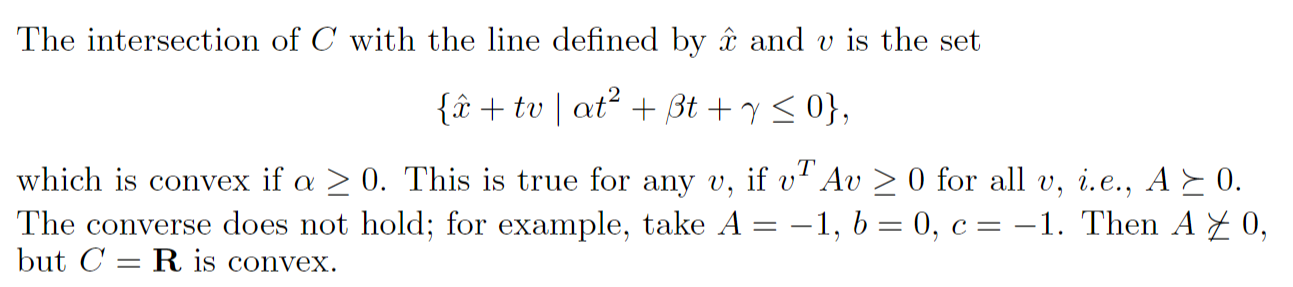 The intersection of C with the line defined by x̂ and v is the set
{x̂ + tv | αt² + βt + γ ≤ 0},
which is convex if α ≥ 0. This is true for any v, if vᵀAv ≥ 0 for all v, i.e., A ⪰ 0.
The converse does not hold; for example, take A = −1, b = 0, c = −1. Then A ⋡ 0,
but C = R is convex.